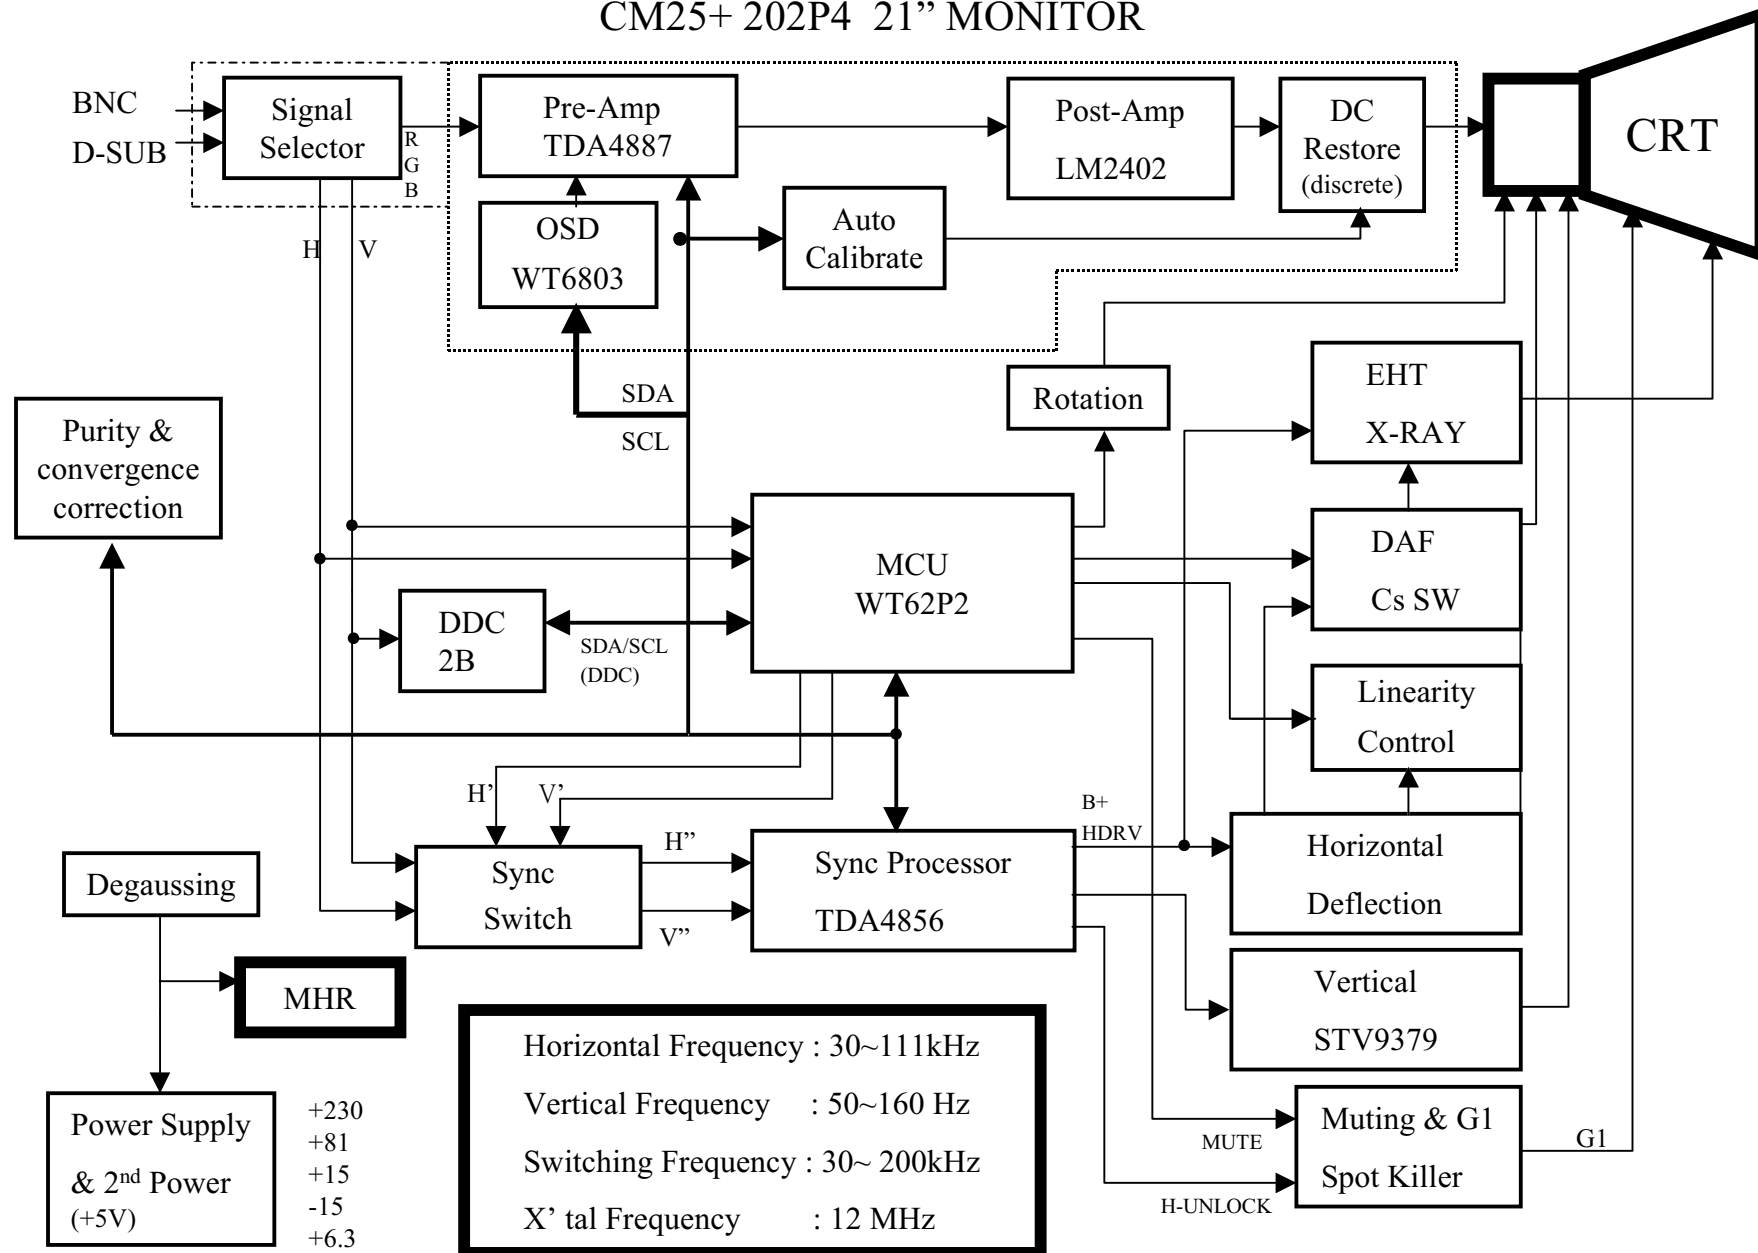 CM25+ 202P4 21” MONITOR
BNC
D-SUB
Signal
Selector
R
G
B
Pre-Amp
TDA4887
Post-Amp
LM2402
DC
Restore
(discrete)
CRT
OSD
WT6803
Auto
Calibrate
H
V
SDA
SCL
Rotation
EHT
X-RAY
Purity &
convergence
correction
MCU
WT62P2
DAF
Cs SW
DDC
2B
SDA/SCL
(DDC)
Linearity
Control
H’
V’
B+
HDRV
H”
V”
Sync
Switch
Sync Processor
TDA4856
Horizontal
Deflection
Degaussing
MHR
Vertical
STV9379
Horizontal Frequency : 30~111kHz
Vertical Frequency : 50~160 Hz
Switching Frequency : 30~ 200kHz
X’ tal Frequency : 12 MHz
Power Supply
& 2nd Power
(+5V)
+230
+81
+15
-15
+6.3
MUTE
H-UNLOCK
Muting & G1
Spot Killer
G1